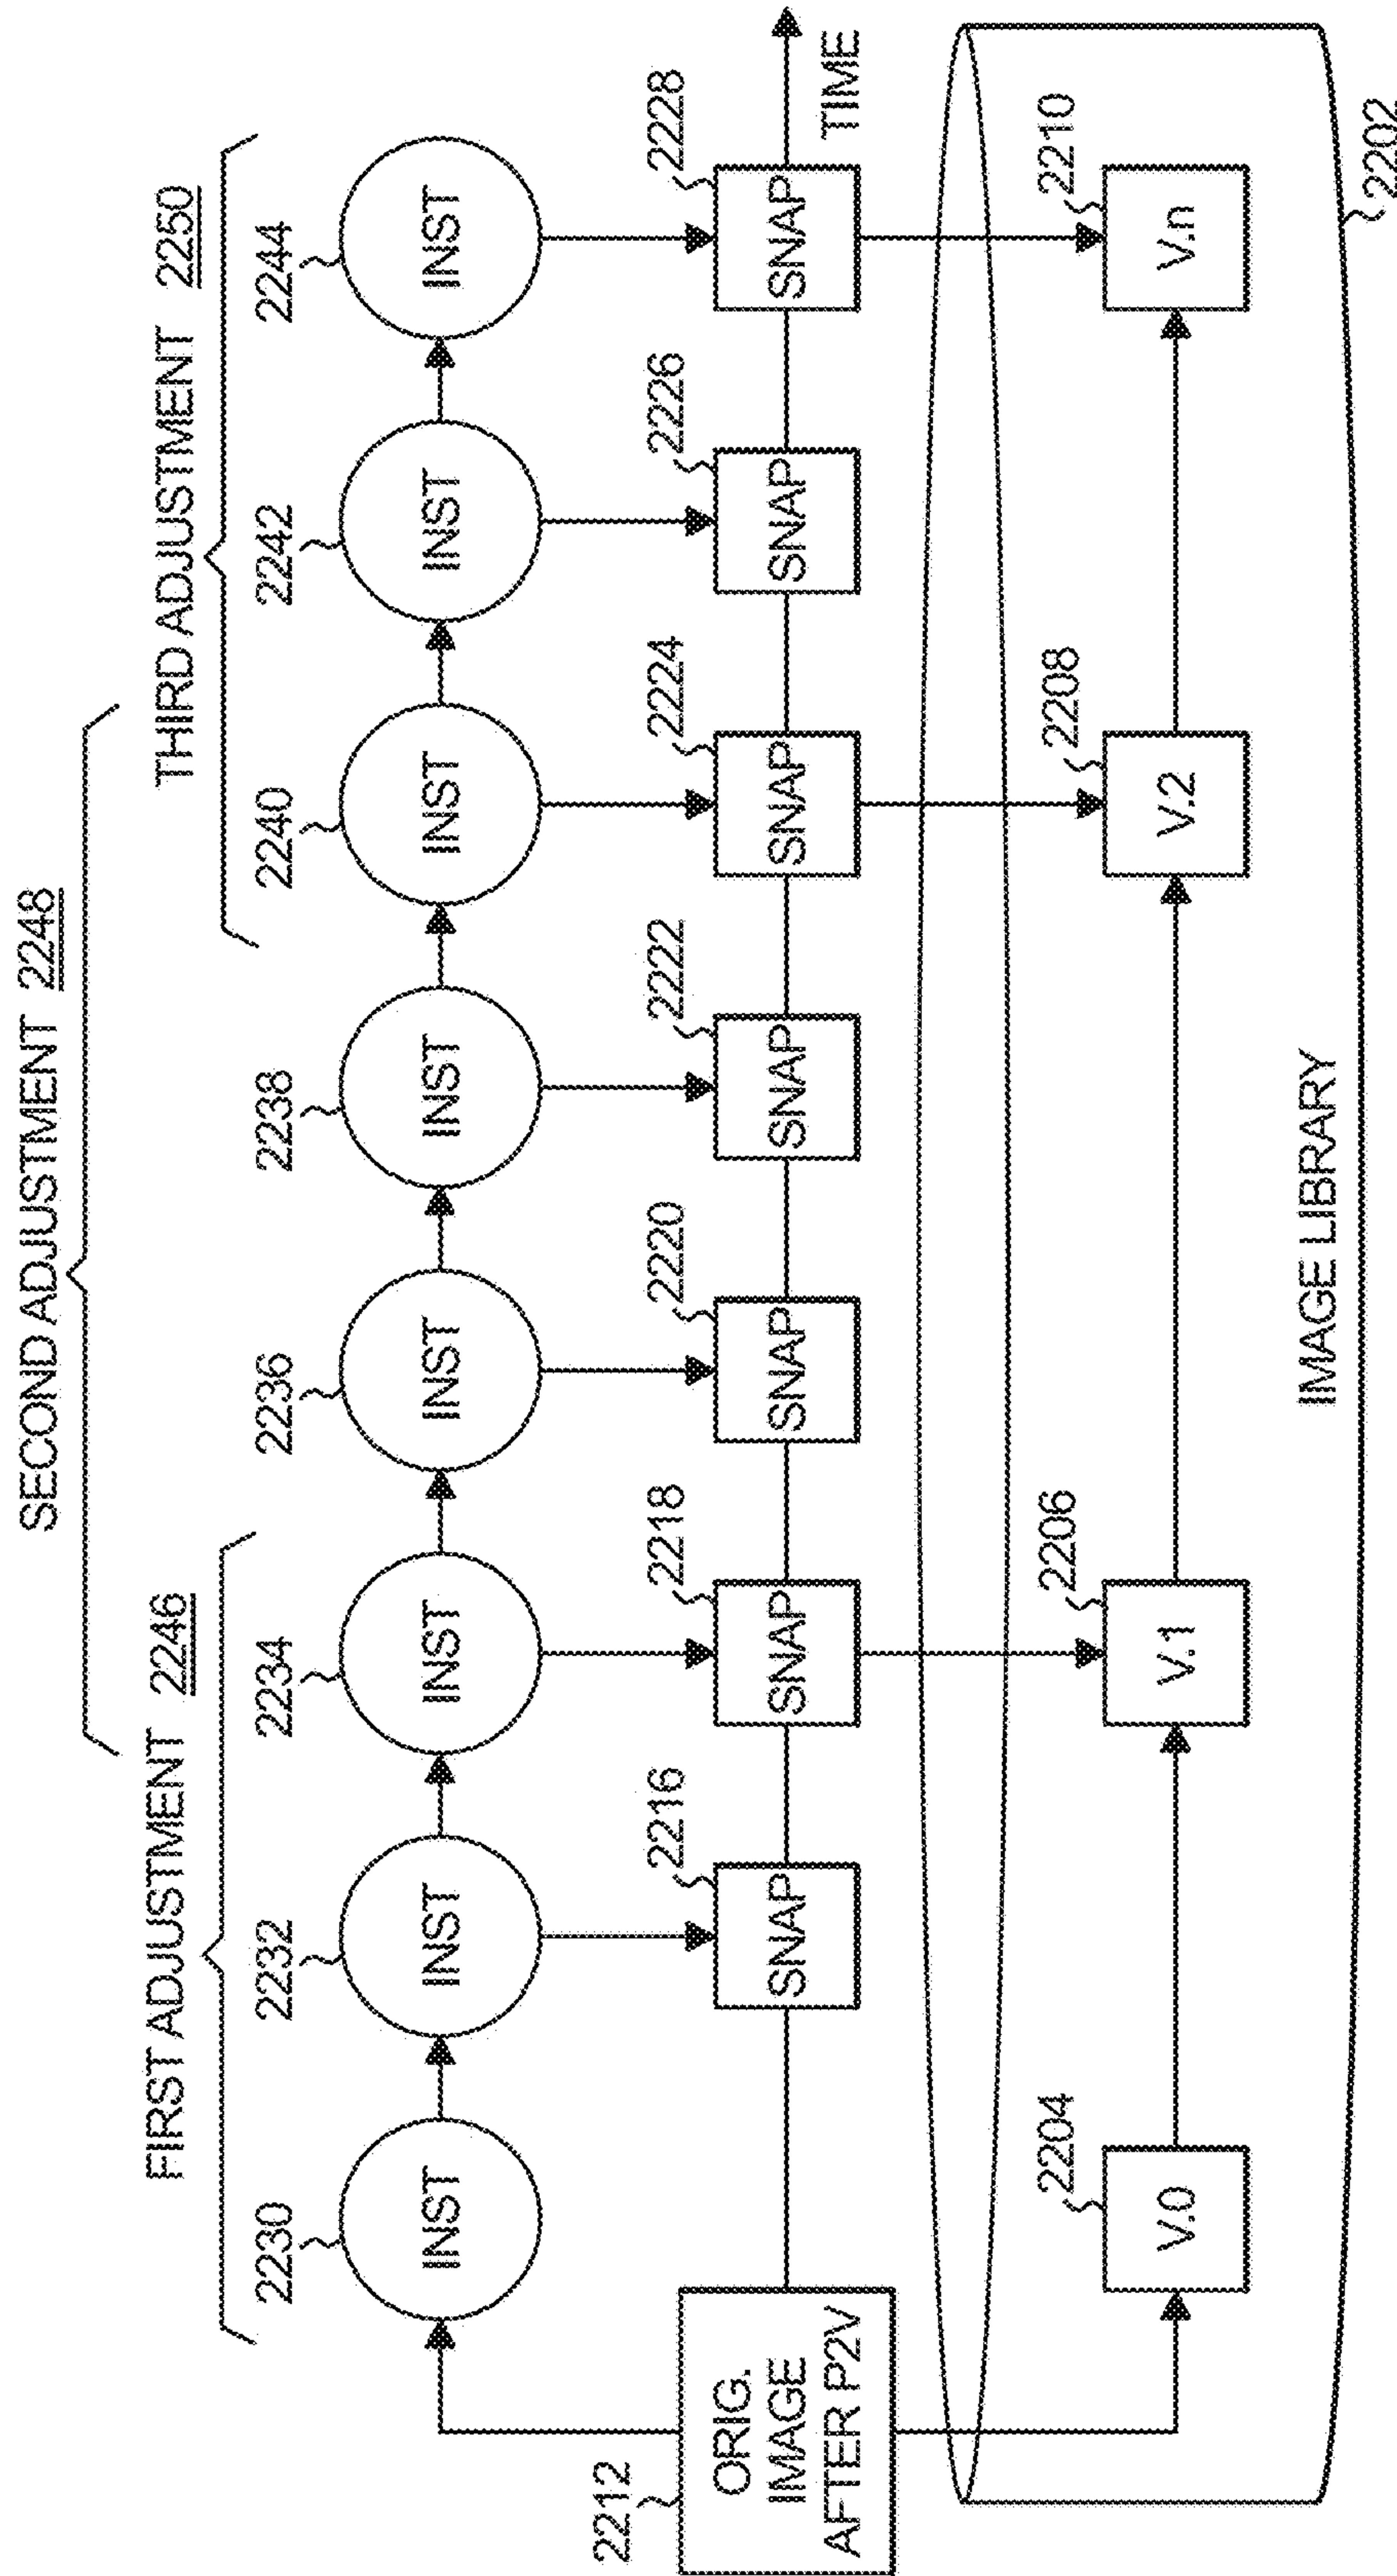 SECOND ADJUSTMENT 2248
FIRST ADJUSTMENT 2246
THIRD ADJUSTMENT 2250
2230
2232
2234
2236
2238
2240
2242
2244
INST
INST
INST
INST
INST
INST
INST
INST
2212
2216
2218
2220
2222
2224
2226
2228
ORIG.
IMAGE
AFTER P2V
SNAP
SNAP
SNAP
SNAP
SNAP
SNAP
SNAP
TIME
2204
2206
2208
2210
V.0
V.1
V.2
V.n
IMAGE LIBRARY
2202